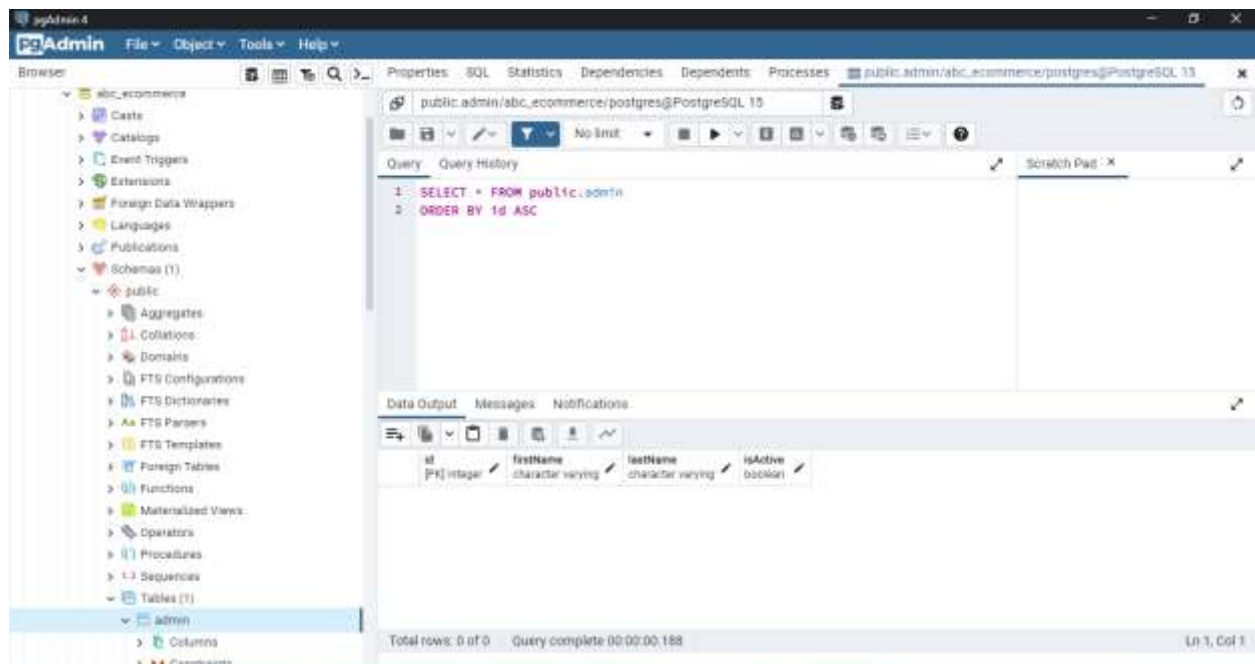 pgAdmin 4
PgAdmin File Object Tools Help
Browser
Properties SQL Statistics Dependencies Dependents Processes public.admin/abc_ecommerce/postgres@PostgreSQL 15
abc_ecommerce
Casts
Catalogs
Event Triggers
Extensions
Foreign Data Wrappers
Languages
Publications
Schemas (1)
public
Aggregates
Collations
Domains
FTS Configurations
FTS Dictionaries
FTS Parsers
FTS Templates
Foreign Tables
Functions
Materialized Views
Operators
Procedures
1..3 Sequences
Tables (1)
admin
Columns
Constraints
public.admin/abc_ecommerce/postgres@PostgreSQL 15
No limit
Query Query History
Scratch Pad
1 SELECT * FROM public.admin
2 ORDER BY id ASC
Data Output Messages Notifications
id
[PK] integer
firstName
character varying
lastName
character varying
isActive
boolean
Total rows: 0 of 0 Query complete 00:00:00.188
Ln 1, Col 1